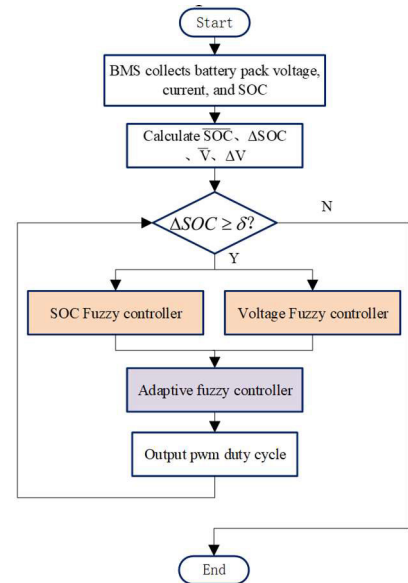 Start
BMS collects battery pack voltage,
current, and SOC
Calculate S̅O̅C̅、ΔSOC
、V̅、ΔV
ΔSOC ≥ δ?
N
Y
SOC Fuzzy controller
Voltage Fuzzy controller
Adaptive fuzzy controller
Output pwm duty cycle
End